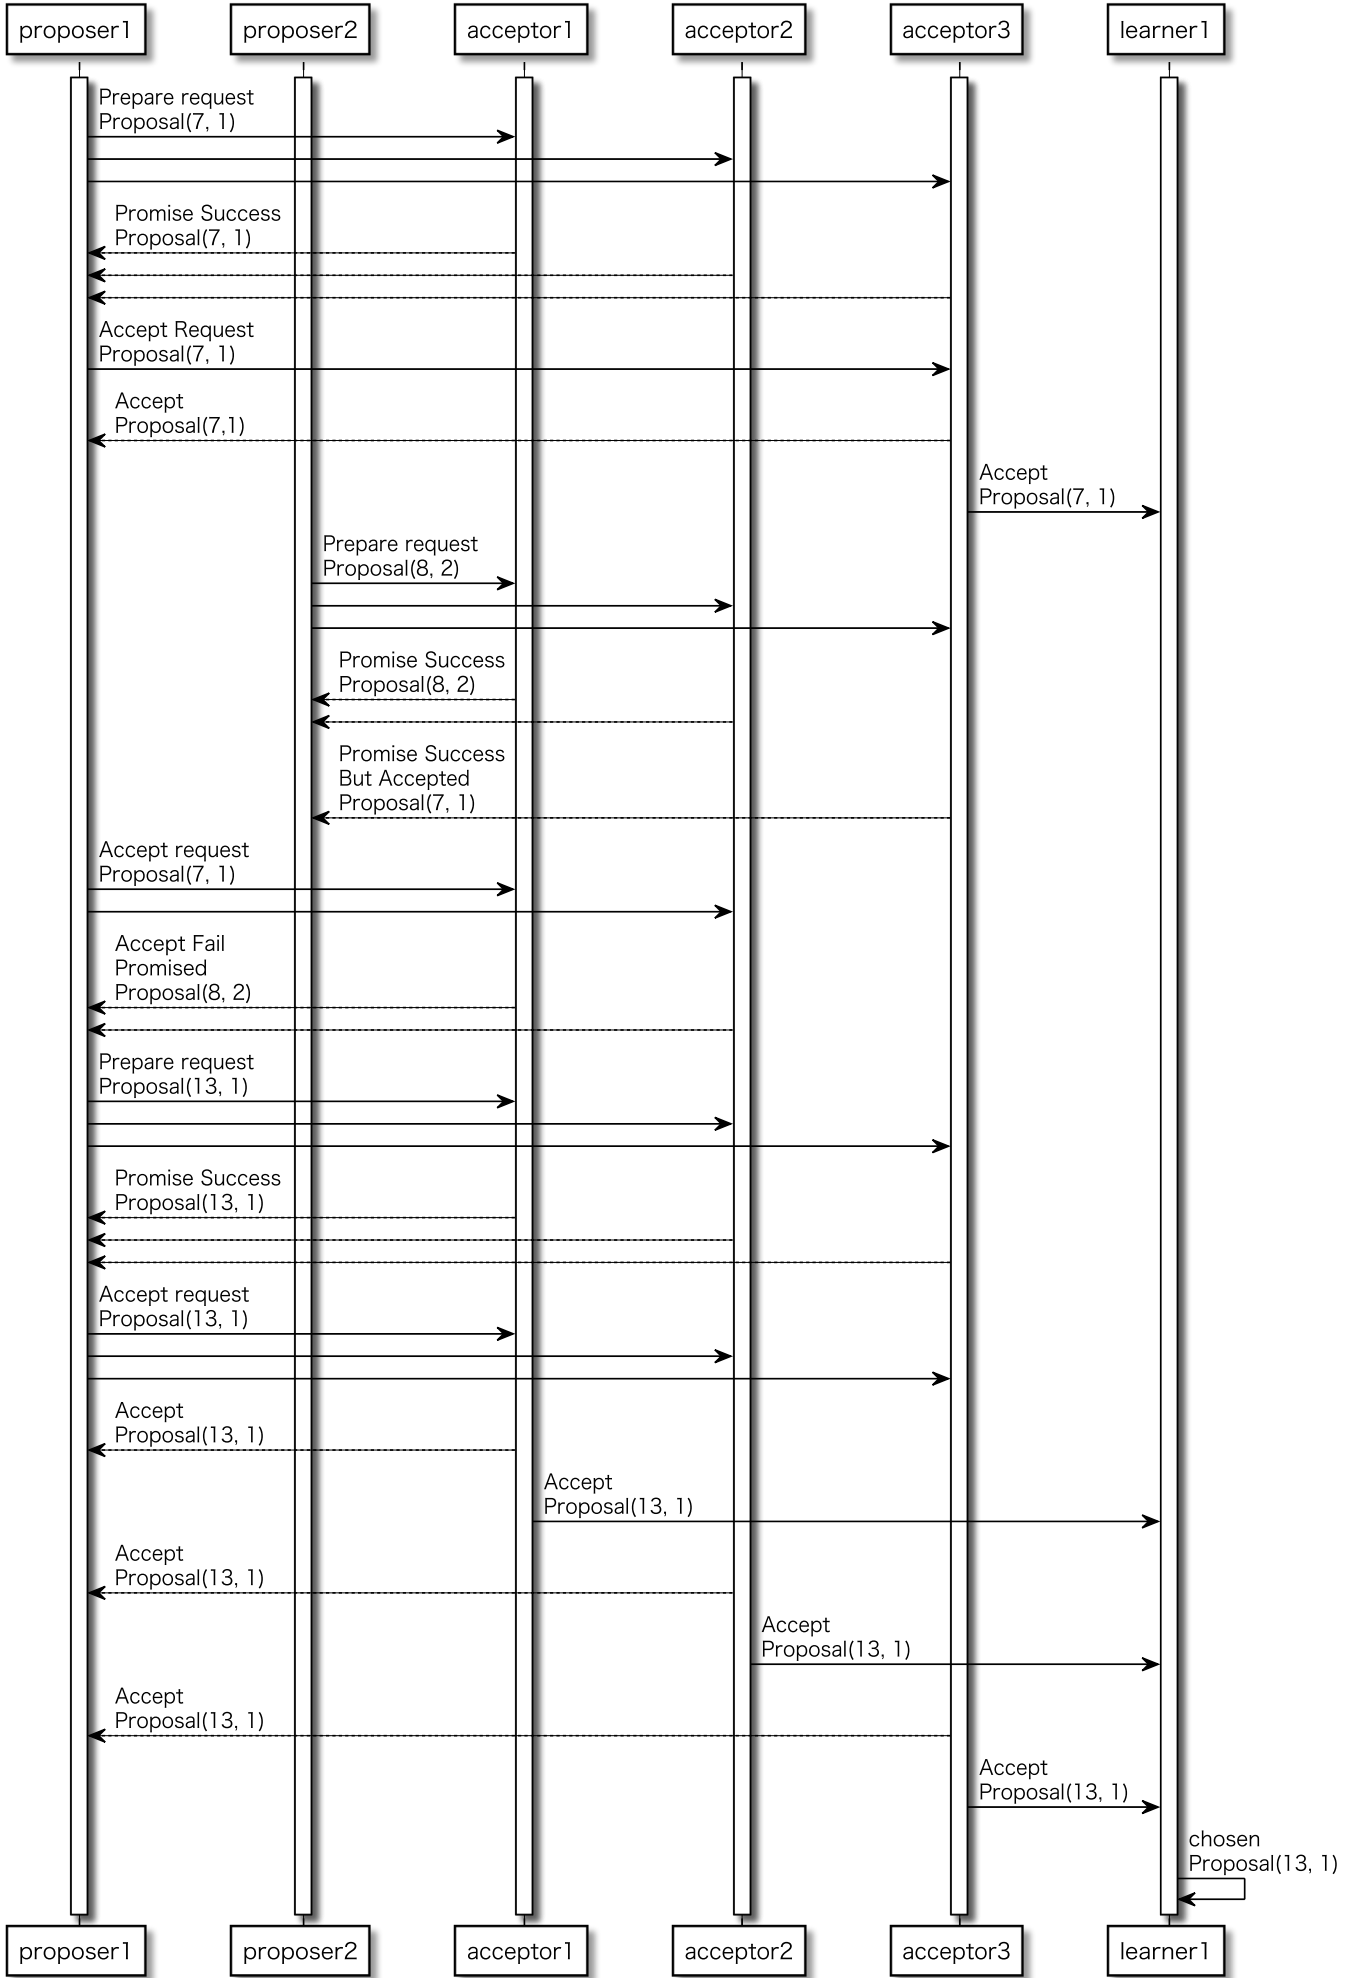 proposer1
proposer2
acceptor1
acceptor2
acceptor3
learner1
Prepare request
Proposal(7, 1)
Promise Success
Proposal(7, 1)
Accept Request
Proposal(7, 1)
Accept
Proposal(7,1)
Accept
Proposal(7, 1)
Prepare request
Proposal(8, 2)
Promise Success
Proposal(8, 2)
Promise Success
But Accepted
Proposal(7, 1)
Accept request
Proposal(7, 1)
Accept Fail
Promised
Proposal(8, 2)
Prepare request
Proposal(13, 1)
Promise Success
Proposal(13, 1)
Accept request
Proposal(13, 1)
Accept
Proposal(13, 1)
Accept
Proposal(13, 1)
Accept
Proposal(13, 1)
Accept
Proposal(13, 1)
Accept
Proposal(13, 1)
Accept
Proposal(13, 1)
chosen
Proposal(13, 1)
proposer1
proposer2
acceptor1
acceptor2
acceptor3
learner1